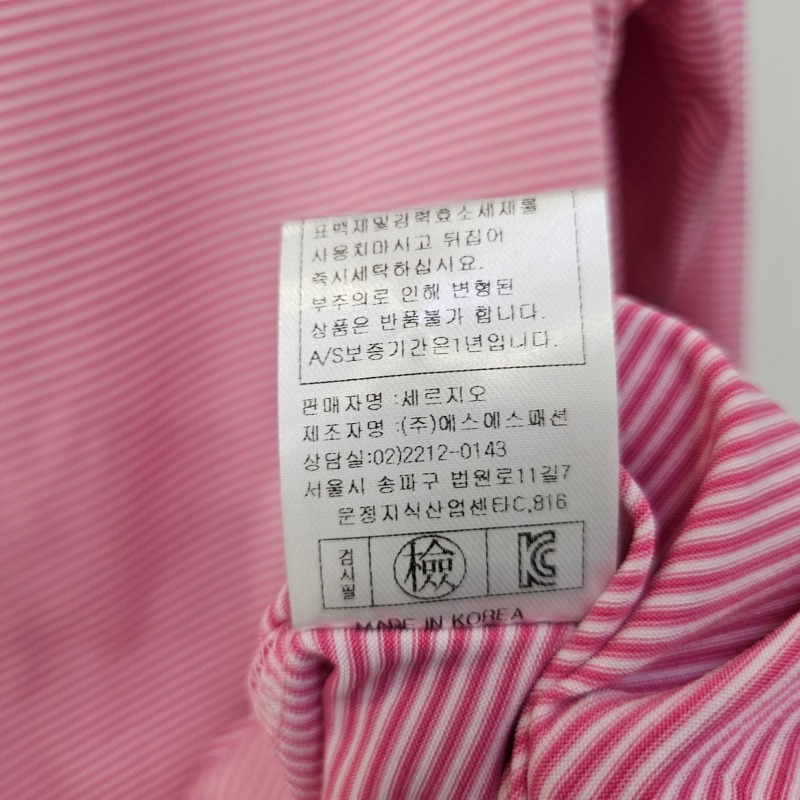 표백제및강력효소세제를
사용치마시고 뒤집어
즉시세탁하십시요.
부주의로 인해 변형된
상품은 반품불가 합니다.
A/S보증기간은1년입니다.
판매자명 :세르지오
제조자명 :(주)에스에스패션
상담실:02)2212-0143
서울시 송파구 법원로11길7
문정지식산업센타C,816
검사필 檢 KC
MADE IN KOREA